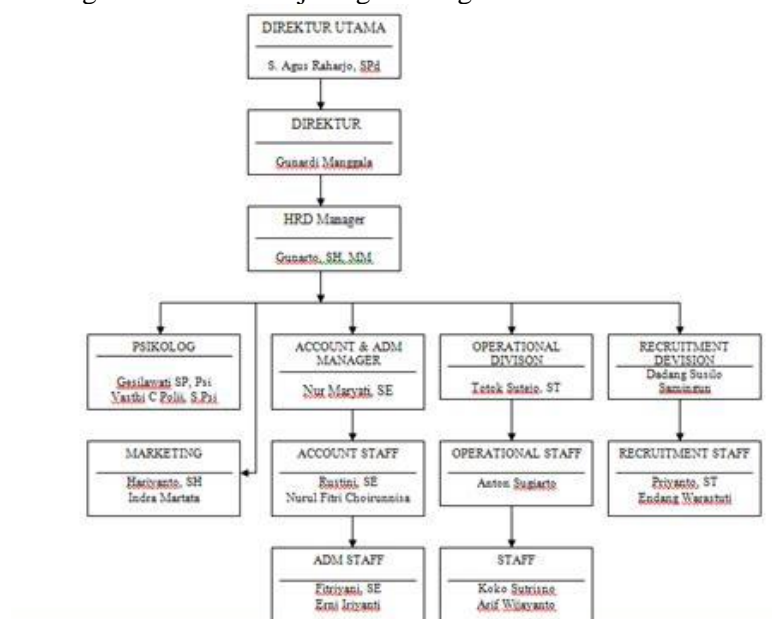 DIREKTUR UTAMA
S. Agus Raharjo, SPd
DIREKTUR
Gunardi Manggala
HRD Manager
Gunarto, SH, MM
PSIKOLOG
Gesilawati SP, Psi
Vasthi C Polii, S.Psi
MARKETING
Hariyanto, SH
Indra Martata
ACCOUNT & ADM
MANAGER
Nur Maryati, SE
ACCOUNT STAFF
Rustini, SE
Nurul Fitri Choirunnisa
ADM STAFF
Fitriyani, SE
Erni Iriyanti
OPERATIONAL
DIVISON
Totok Sutejo, ST
OPERATIONAL STAFF
Anton Sugiarto
STAFF
Koko Sutrisno
Arif Wijayanto
RECRUITMENT
DEVISION
Dadang Susilo
Samingun
RECRUITMENT STAFF
Priyanto, ST
Endang Warastuti